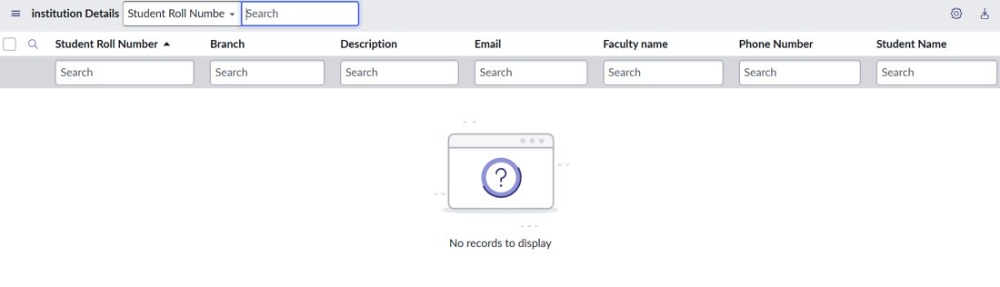 institution Details Student Roll Numbe Search
Student Roll Number Branch Description Email Faculty name Phone Number Student Name
Search Search Search Search Search Search Search
?
No records to display